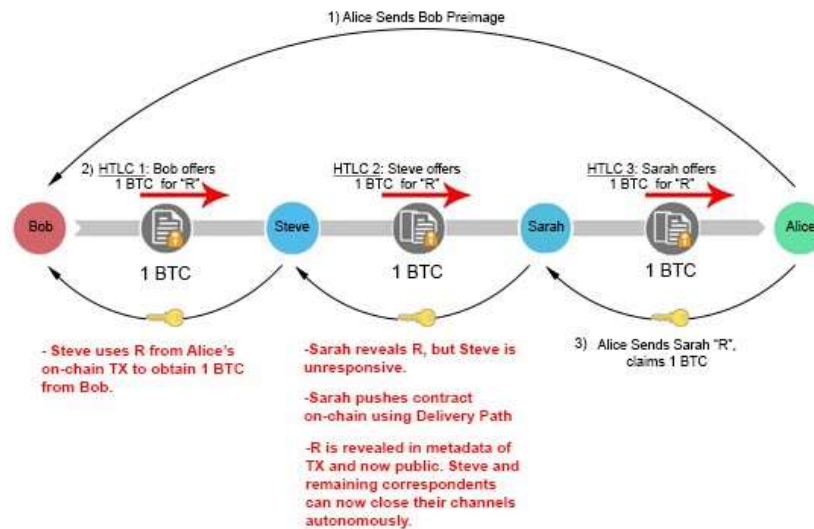 1) Alice Sends Bob Preimage
2) HTLC 1: Bob offers
1 BTC for "R"
HTLC 2: Steve offers
1 BTC for "R"
HTLC 3: Sarah offers
1 BTC for "R"
Bob
Steve
Sarah
Alice
1 BTC
1 BTC
1 BTC
- Steve uses R from Alice's
on-chain TX to obtain 1 BTC
from Bob.
-Sarah reveals R, but Steve is
unresponsive.
-Sarah pushes contract
on-chain using Delivery Path
-R is revealed in metadata of
TX and now public. Steve and
remaining correspondents
can now close their channels
autonomously.
3) Alice Sends Sarah "R",
claims 1 BTC